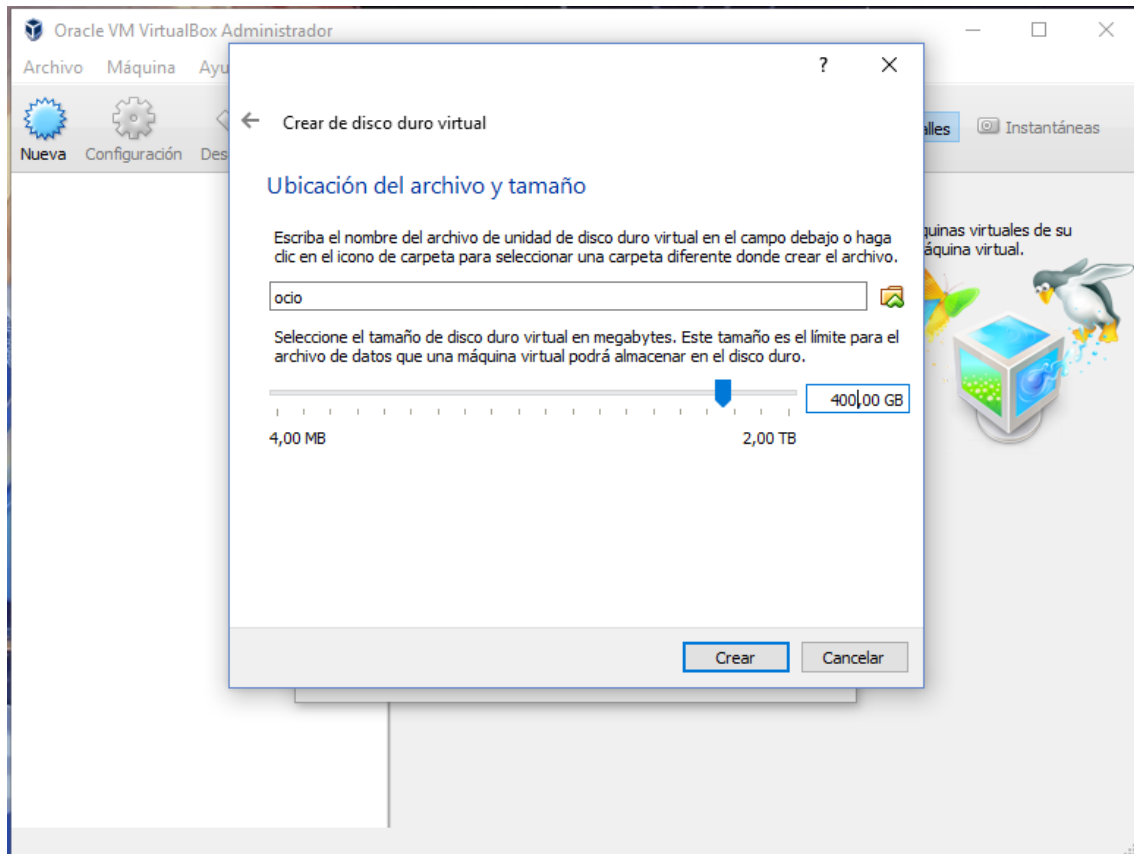 Oracle VM VirtualBox Administrador
Archivo Máquina Ayu
?
Nueva Configuración Des
Crear de disco duro virtual
alles Instantáneas
Ubicación del archivo y tamaño
Escriba el nombre del archivo de unidad de disco duro virtual en el campo debajo o haga
clic en el icono de carpeta para seleccionar una carpeta diferente donde crear el archivo.
quinas virtuales de su
áquina virtual.
ocio
Seleccione el tamaño de disco duro virtual en megabytes. Este tamaño es el límite para el
archivo de datos que una máquina virtual podrá almacenar en el disco duro.
400,00 GB
4,00 MB 2,00 TB
Crear Cancelar